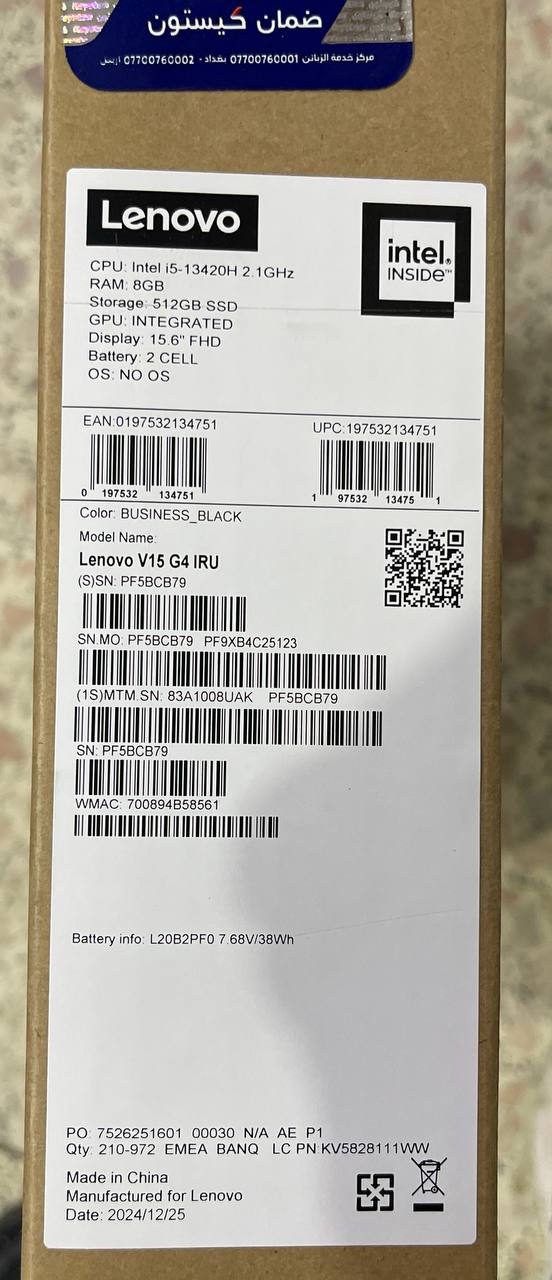 ضمان كيستون
مركز خدمة الزبائن 07700760001 بغداد - 07700760002 اربيل
Lenovo
intel.
INSIDE™
CPU: Intel i5-13420H 2.1GHz
RAM: 8GB
Storage: 512GB SSD
GPU: INTEGRATED
Display: 15.6" FHD
Battery: 2 CELL
OS: NO OS
EAN:0197532134751 UPC:197532134751
0 197532 134751 1 97532 13475 1
Color: BUSINESS_BLACK
Model Name:
Lenovo V15 G4 IRU
(S)SN: PF5BCB79
SN.MO: PF5BCB79 PF9XB4C25123
(1S)MTM.SN: 83A1008UAK PF5BCB79
SN: PF5BCB79
WMAC: 700894B58561
Battery info: L20B2PF0 7.68V/38Wh
PO: 7526251601 00030 N/A AE P1
Qty: 210-972 EMEA BANQ LC PN:KV5828111WW
Made in China
Manufactured for Lenovo
Date: 2024/12/25